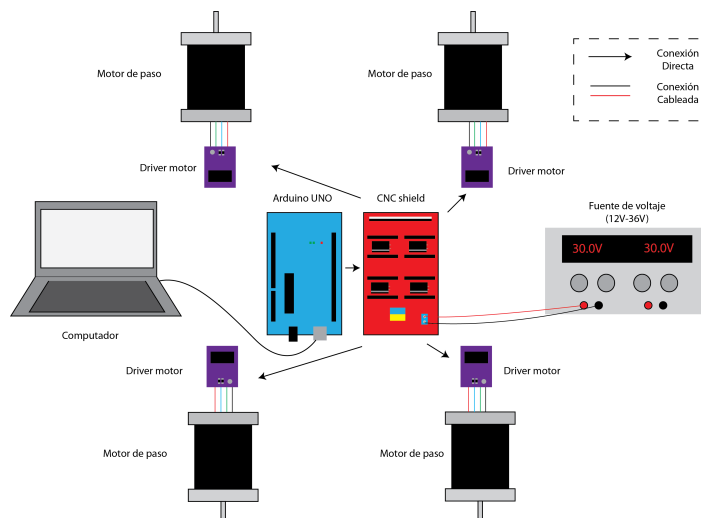 Motor de paso
Motor de paso
Conexión
Directa
Conexión
Cableada
Driver motor
Driver motor
Arduino UNO
CNC shield
Fuente de voltaje
(12V-36V)
30.0V
30.0V
Computador
Driver motor
Driver motor
Motor de paso
Motor de paso